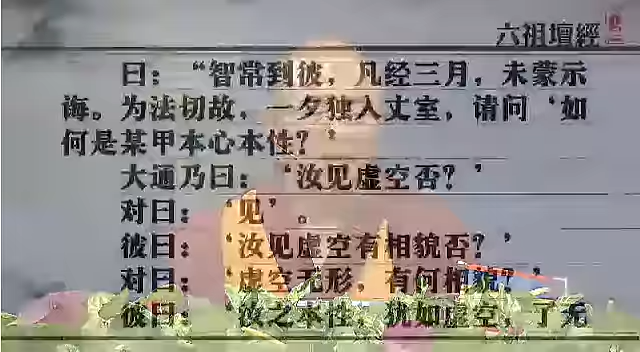 六祖壇經
曰：“智常到彼，凡经三月，未蒙示
诲。为法切故，一夕独入丈室，请问‘如
何是某甲本心本性？’
大通乃曰：‘汝见虚空否？’
对曰：‘见’。
彼曰：‘汝见虚空有相貌否？’
对曰：‘虚空无形，有何相貌？’
彼曰：‘汝之本性，犹如虚空，了无